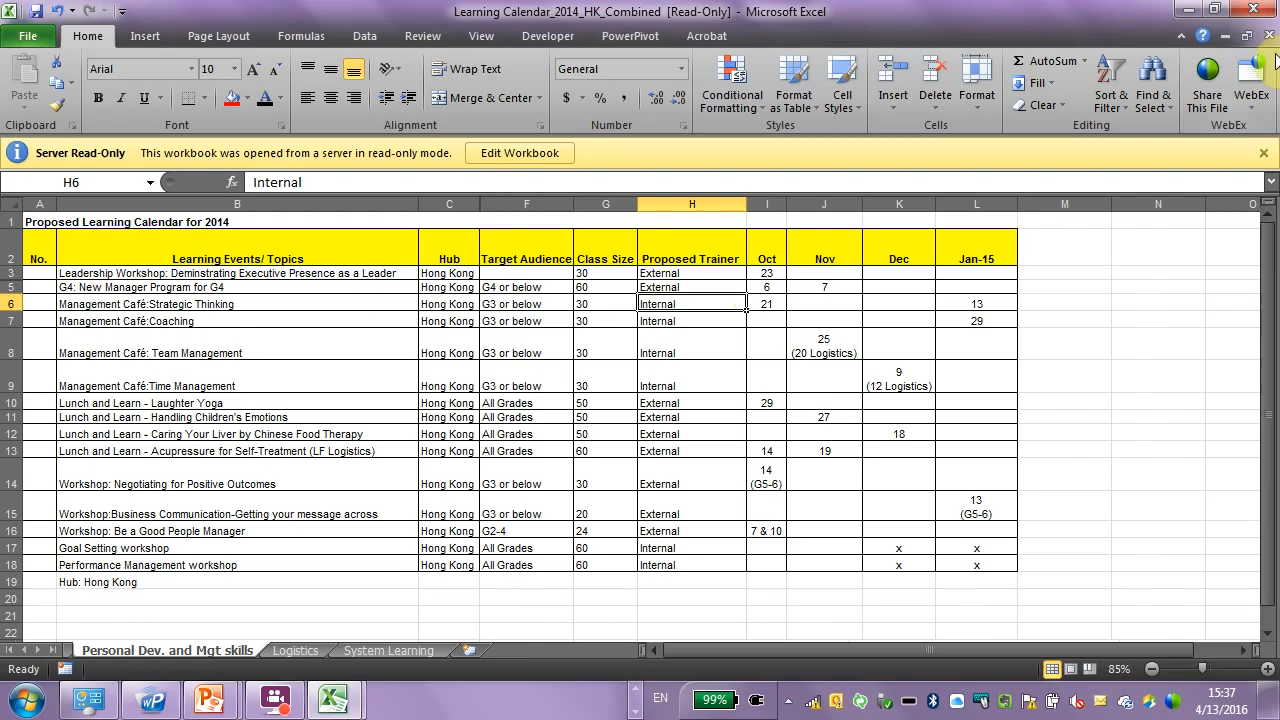 Learning Calendar_2014_HK_Combined [Read-Only] - Microsoft Excel
File Home Insert Page Layout Formulas Data Review View Developer PowerPivot Acrobat
Paste Arial 10 Wrap Text General Conditional Formatting Format as Table Cell Styles Insert Delete Format AutoSum Fill Clear Sort & Filter Find & Select Share This File WebEx
B I U A Merge & Center $ % ,
Clipboard Font Alignment Number Styles Cells Editing WebEx
Server Read-Only This workbook was opened from a server in read-only mode. Edit Workbook
H6 fx Internal
A B C F G H I J K L M N O
1 Proposed Learning Calendar for 2014
2 No. Learning Events/ Topics Hub Target Audience Class Size Proposed Trainer Oct Nov Dec Jan-15
3 Leadership Workshop: Deminstrating Executive Presence as a Leader Hong Kong 30 External 23
5 G4: New Manager Program for G4 Hong Kong G4 or below 60 External 6 7
6 Management Café:Strategic Thinking Hong Kong G3 or below 30 Internal 21 13
7 Management Café:Coaching Hong Kong G3 or below 30 Internal 29
8 Management Café: Team Management Hong Kong G3 or below 30 Internal 25 (20 Logistics)
9 Management Café:Time Management Hong Kong G3 or below 30 Internal 9 (12 Logistics)
10 Lunch and Learn - Laughter Yoga Hong Kong All Grades 50 External 29
11 Lunch and Learn - Handling Children's Emotions Hong Kong All Grades 50 External 27
12 Lunch and Learn - Caring Your Liver by Chinese Food Therapy Hong Kong All Grades 50 External 18
13 Lunch and Learn - Acupressure for Self-Treatment (LF Logistics) Hong Kong All Grades 60 External 14 19
14 Workshop: Negotiating for Positive Outcomes Hong Kong G3 or below 30 External 14 (G5-6)
15 Workshop:Business Communication-Getting your message across Hong Kong G3 or below 20 External 13 (G5-6)
16 Workshop: Be a Good People Manager Hong Kong G2-4 24 External 7 & 10
17 Goal Setting workshop Hong Kong All Grades 60 Internal x x
18 Performance Management workshop Hong Kong All Grades 60 Internal x x
19 Hub: Hong Kong
20
21
22
Personal Dev. and Mgt skills Logistics System Learning
Ready 85%
EN 99% 15:37
4/13/2016